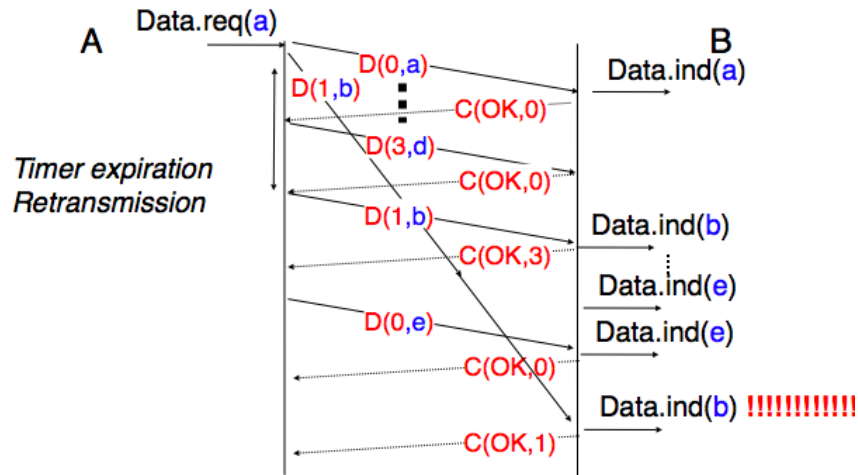 A
Data.req(a)
B
D(0,a)
Data.ind(a)
D(1,b)
C(OK,0)
D(3,d)
Timer expiration
Retransmission
C(OK,0)
D(1,b)
Data.ind(b)
C(OK,3)
Data.ind(e)
D(0,e)
Data.ind(e)
C(OK,0)
Data.ind(b) !!!!!!!!!!!!!
C(OK,1)